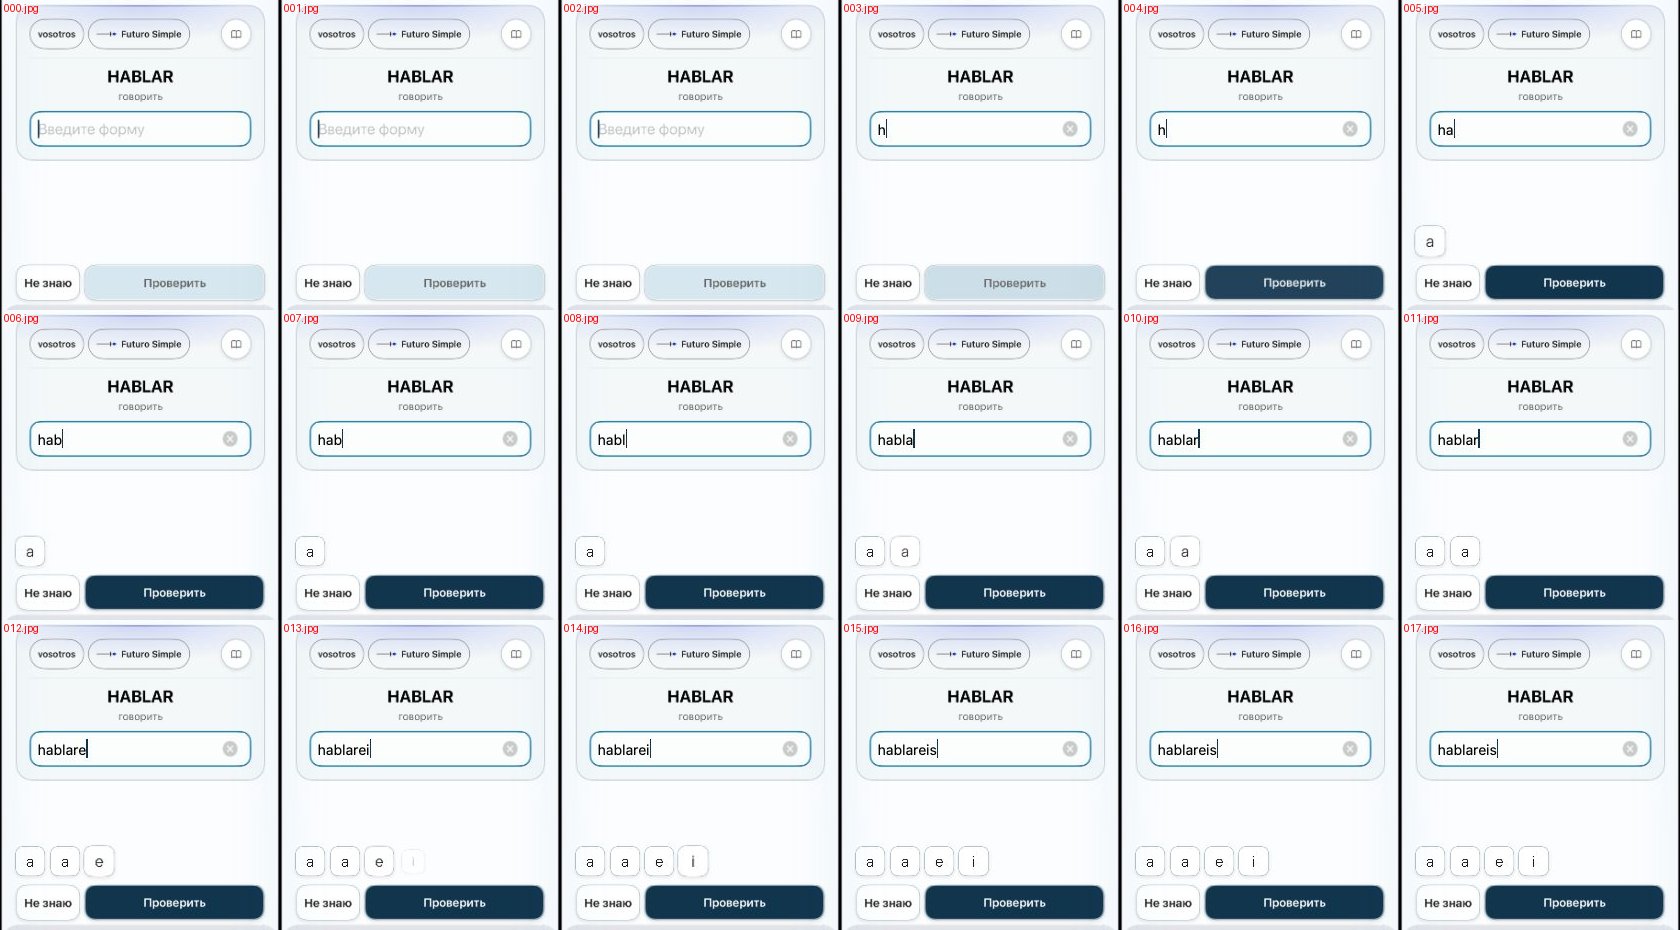 000.jpg
vosotros Futuro Simple
HABLAR
говорить
Введите форму
Не знаю Проверить
001.jpg
vosotros Futuro Simple
HABLAR
говорить
Введите форму
Не знаю Проверить
002.jpg
vosotros Futuro Simple
HABLAR
говорить
Введите форму
Не знаю Проверить
003.jpg
vosotros Futuro Simple
HABLAR
говорить
h
Не знаю Проверить
004.jpg
vosotros Futuro Simple
HABLAR
говорить
h
Не знаю Проверить
005.jpg
vosotros Futuro Simple
HABLAR
говорить
ha
a
Не знаю Проверить
006.jpg
vosotros Futuro Simple
HABLAR
говорить
hab
a
Не знаю Проверить
007.jpg
vosotros Futuro Simple
HABLAR
говорить
hab
a
Не знаю Проверить
008.jpg
vosotros Futuro Simple
HABLAR
говорить
habl
a
Не знаю Проверить
009.jpg
vosotros Futuro Simple
HABLAR
говорить
habla
a a
Не знаю Проверить
010.jpg
vosotros Futuro Simple
HABLAR
говорить
hablar
a a
Не знаю Проверить
011.jpg
vosotros Futuro Simple
HABLAR
говорить
hablar
a a
Не знаю Проверить
012.jpg
vosotros Futuro Simple
HABLAR
говорить
hablare
a a e
Не знаю Проверить
013.jpg
vosotros Futuro Simple
HABLAR
говорить
hablarei
a a e i
Не знаю Проверить
014.jpg
vosotros Futuro Simple
HABLAR
говорить
hablarei
a a e i
Не знаю Проверить
015.jpg
vosotros Futuro Simple
HABLAR
говорить
hablareis
a a e i
Не знаю Проверить
016.jpg
vosotros Futuro Simple
HABLAR
говорить
hablareis
a a e i
Не знаю Проверить
017.jpg
vosotros Futuro Simple
HABLAR
говорить
hablareis
a a e i
Не знаю Проверить